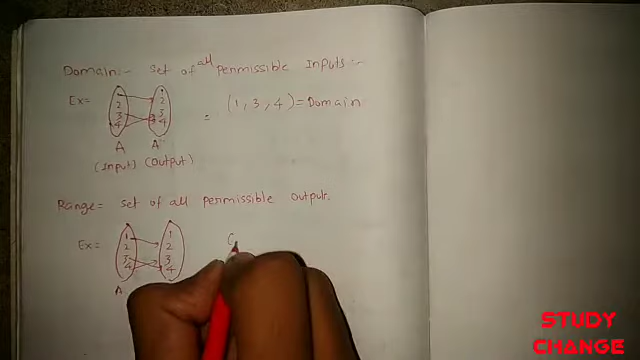 Domain:- Set of all Permissible Inputs:-
Ex= 1 2 3 4 1 2 3 4 = (1, 3, 4) = Domain
A A
(Input) (Output)
Range= Set of all permissible Output.
Ex= 1 2 3 4 1 2 3 4 (
A
STUDY
CHANGE